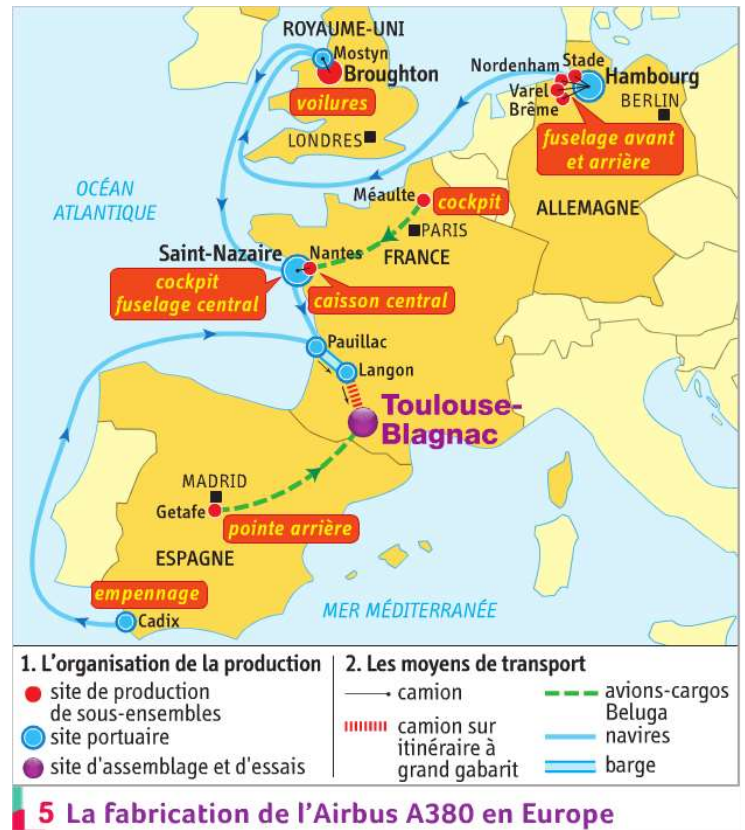 ROYAUME-UNI
Mostyn
Broughton
voilures
LONDRES
Nordenham
Stade
Hambourg
Varel
Brême
BERLIN
fuselage avant
et arrière
OCÉAN
ATLANTIQUE
Méaulte
cockpit
PARIS
ALLEMAGNE
Saint-Nazaire
Nantes
FRANCE
cockpit
fuselage central
caisson central
Pauillac
Langon
Toulouse-
Blagnac
MADRID
Getafe
pointe arrière
ESPAGNE
empennage
Cadix
MER MÉDITERRANÉE
1. L'organisation de la production
site de production
de sous-ensembles
site portuaire
site d'assemblage et d'essais
2. Les moyens de transport
camion
camion sur
itinéraire à
grand gabarit
avions-cargos
Beluga
navires
barge
5 La fabrication de l'Airbus A380 en Europe